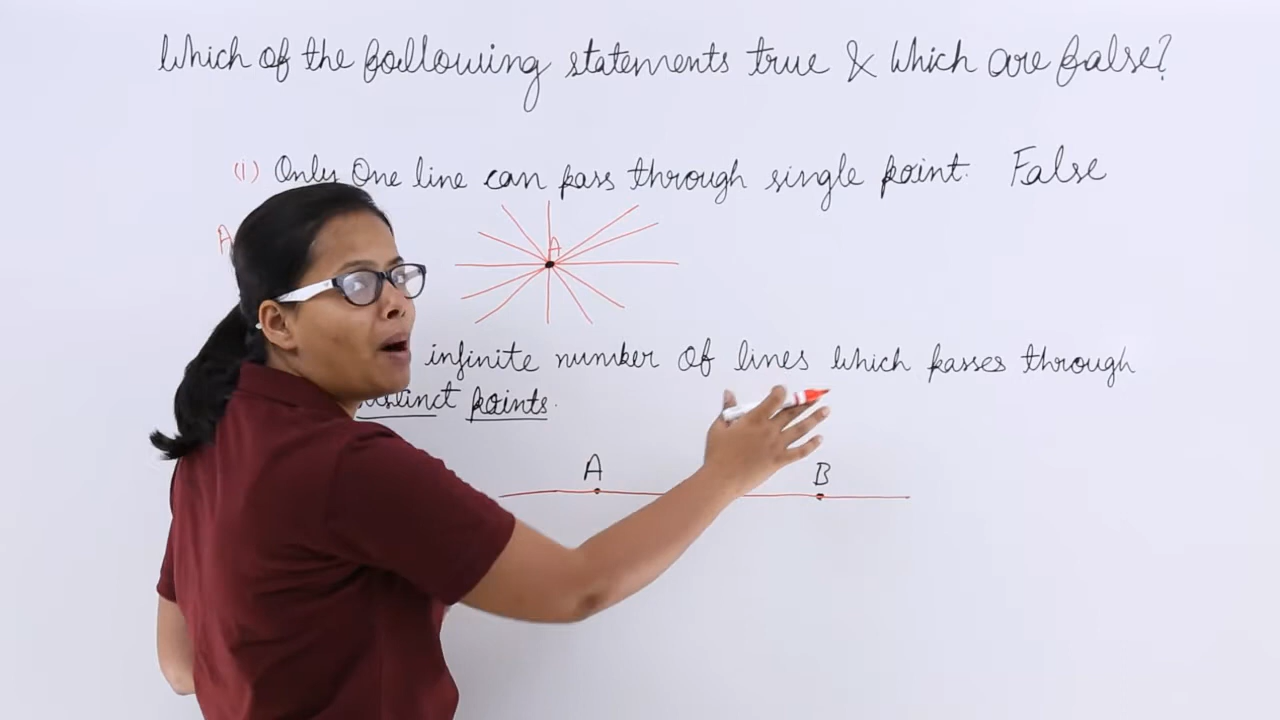 Which of the following statements true & Which are false?
(i) Only One line can pass through single point. False
A
A
infinite number of lines which passes through
distinct points.
A
B